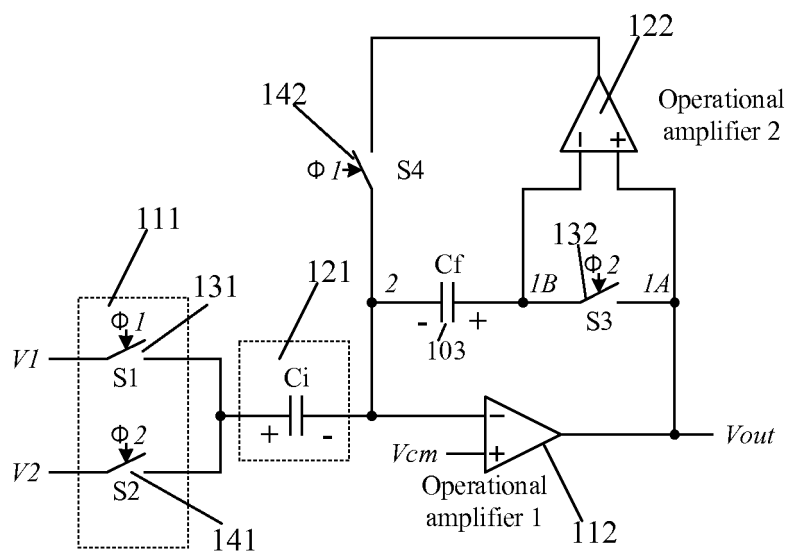 122
Operational
amplifier 2
142
Φ 1
S4
132
Φ 2
111
131
121
2
Cf
1B
1A
S3
- +
103
Φ 1
V1
S1
Ci
+ -
Φ 2
V2
S2
141
−
Vcm
+
Vout
Operational
amplifier 1
112
− +